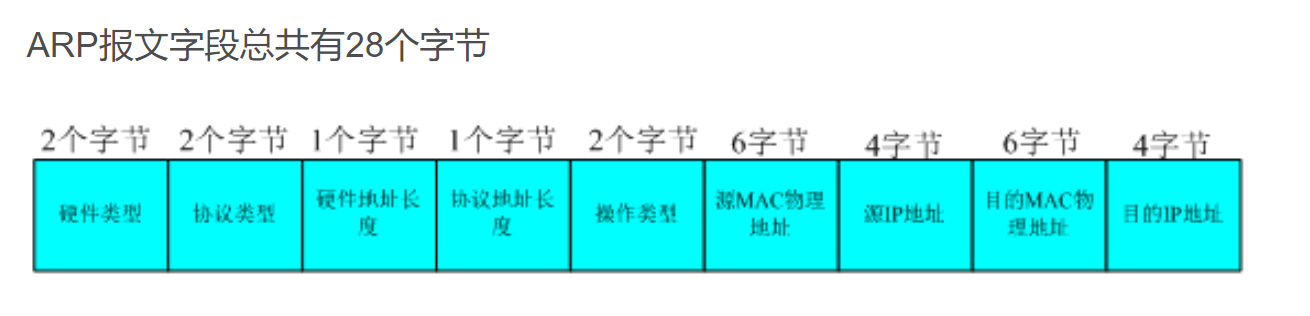 ARP报文字段总共有28个字节
2个字节 2个字节 1个字节 1个字节 2个字节 6字节 4字节 6字节 4字节
硬件类型
协议类型
硬件地址长
度
协议地址长
度
操作类型
源MAC物理
地址
源IP地址
目的MAC物
理地址
目的IP地址